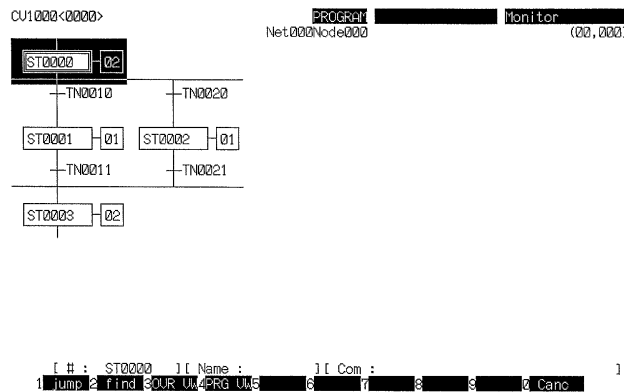 CV1000<0000> PROGRAM Monitor
Net000Node000 (00,000)
ST0000 02
TN0010 TN0020
ST0001 01 ST0002 01
TN0011 TN0021
ST0003 02
[ # : ST0000 ][ Name : ][ Com : ]
1 jump 2 find 3OVR VW4PRG VW5 6 7 8 9 0 Canc